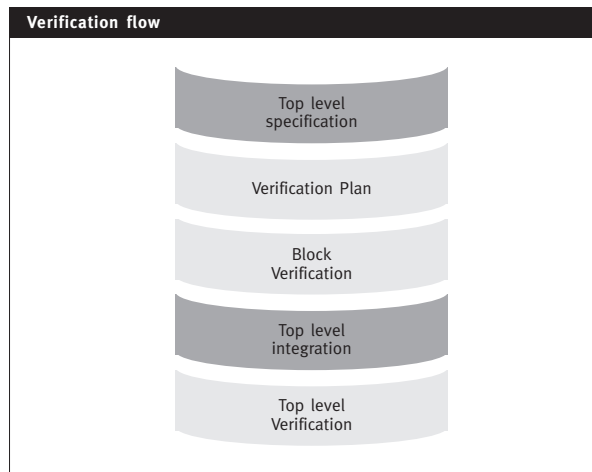 Verification flow
Top level
specification
Verification Plan
Block
Verification
Top level
integration
Top level
Verification